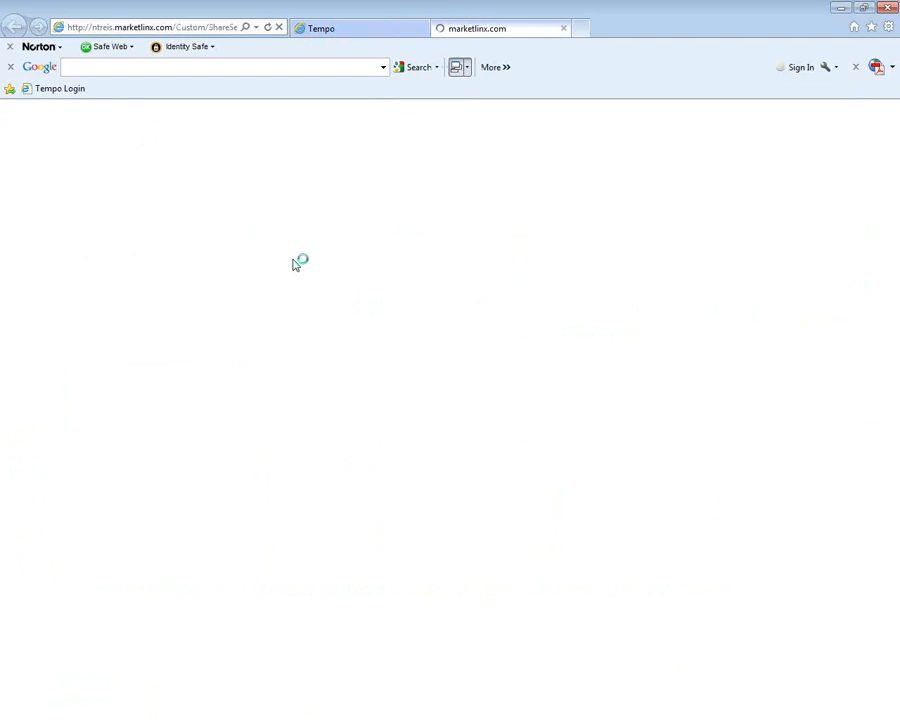 http://ntreis.marketlinx.com/Custom/ShareSe
Tempo
marketlinx.com
Norton
OK Safe Web
Identity Safe
Google
Search
More »
Sign In
Tempo Login